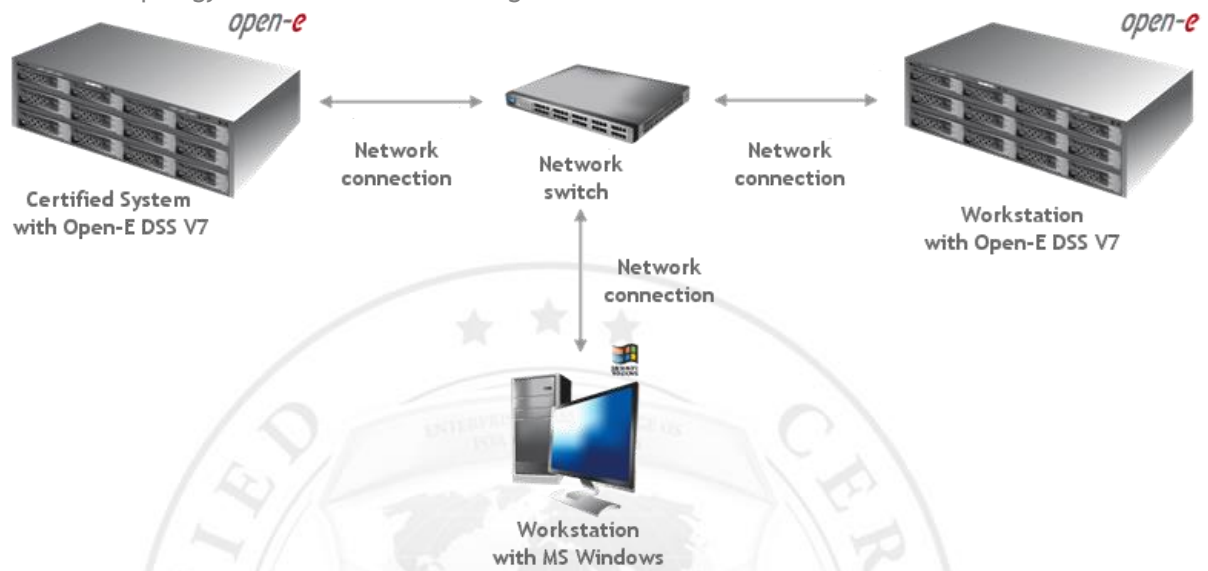 open-e
open-e
Network
connection
Network
switch
Network
connection
Certified System
with Open-E DSS V7
Workstation
with Open-E DSS V7
Network
connection
Workstation
with MS Windows